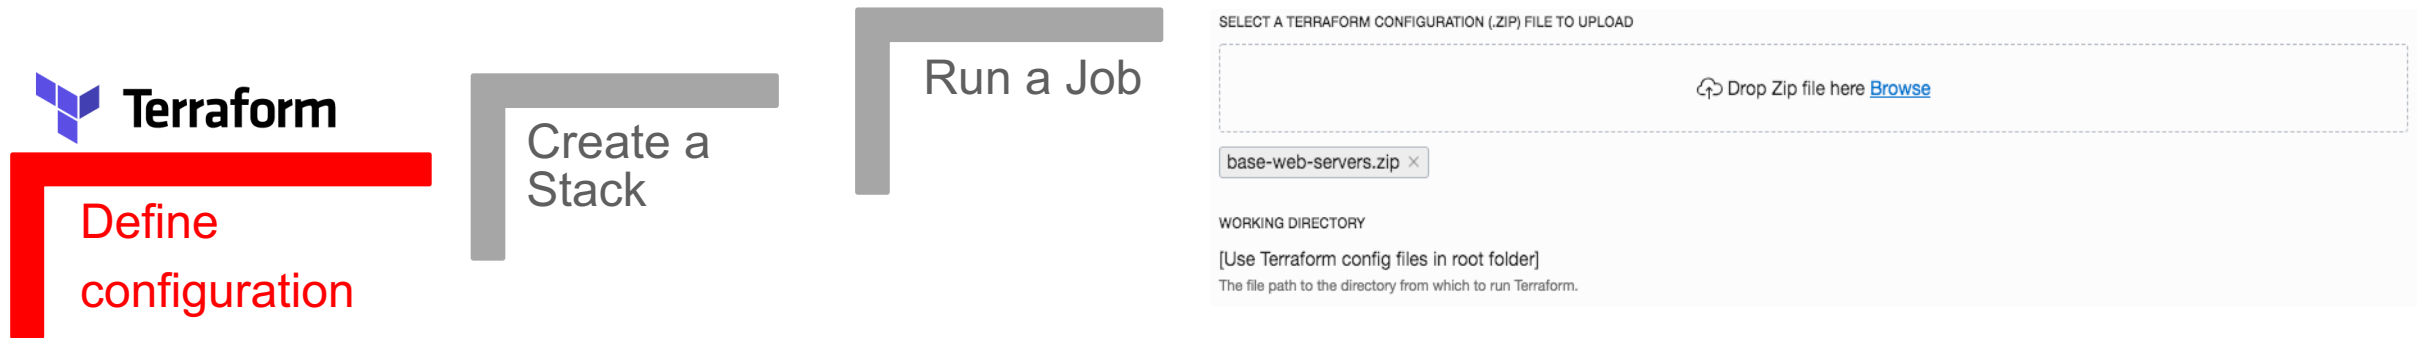 Terraform
Define
configuration
Create a
Stack
Run a Job
SELECT A TERRAFORM CONFIGURATION (.ZIP) FILE TO UPLOAD
Drop Zip file here Browse
base-web-servers.zip ×
WORKING DIRECTORY
[Use Terraform config files in root folder]
The file path to the directory from which to run Terraform.